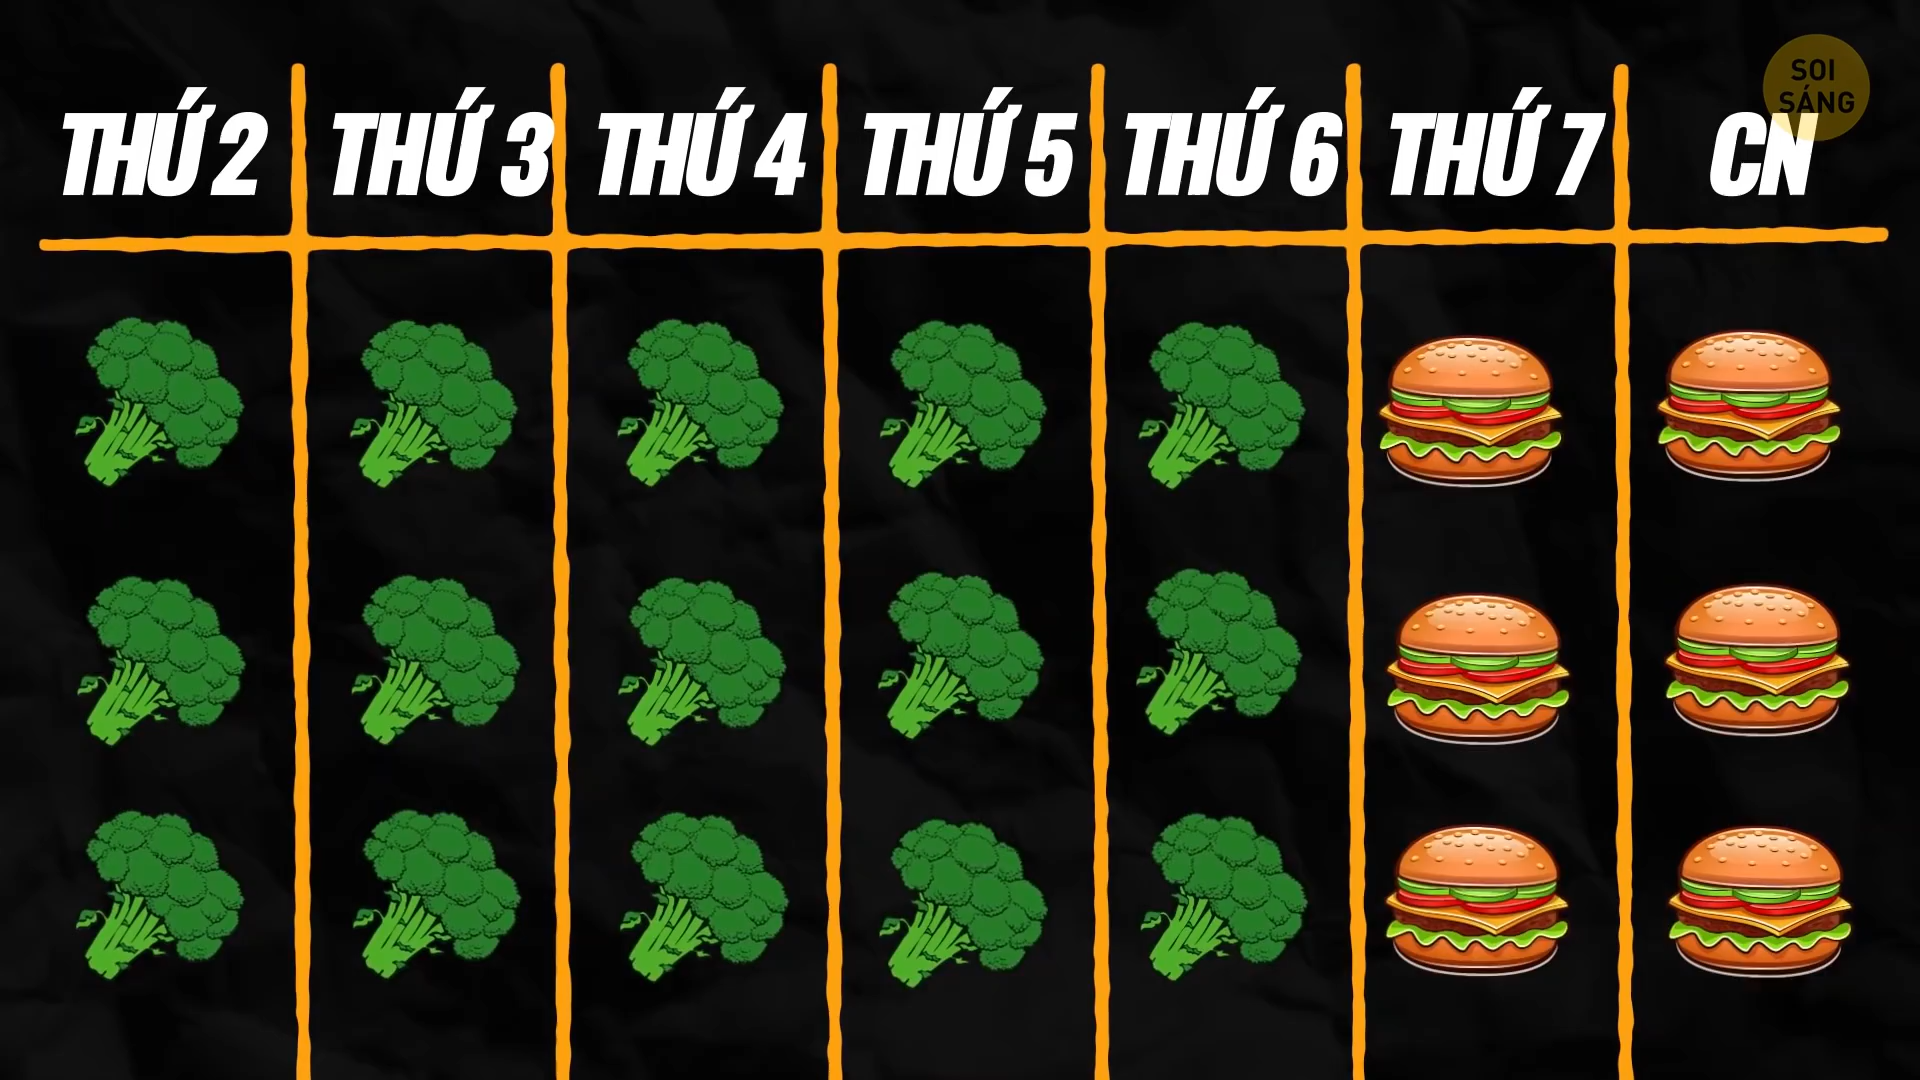 THỨ 2
THỨ 3
THỨ 4
THỨ 5
THỨ 6
THỨ 7
CN
SOI
SÁNG